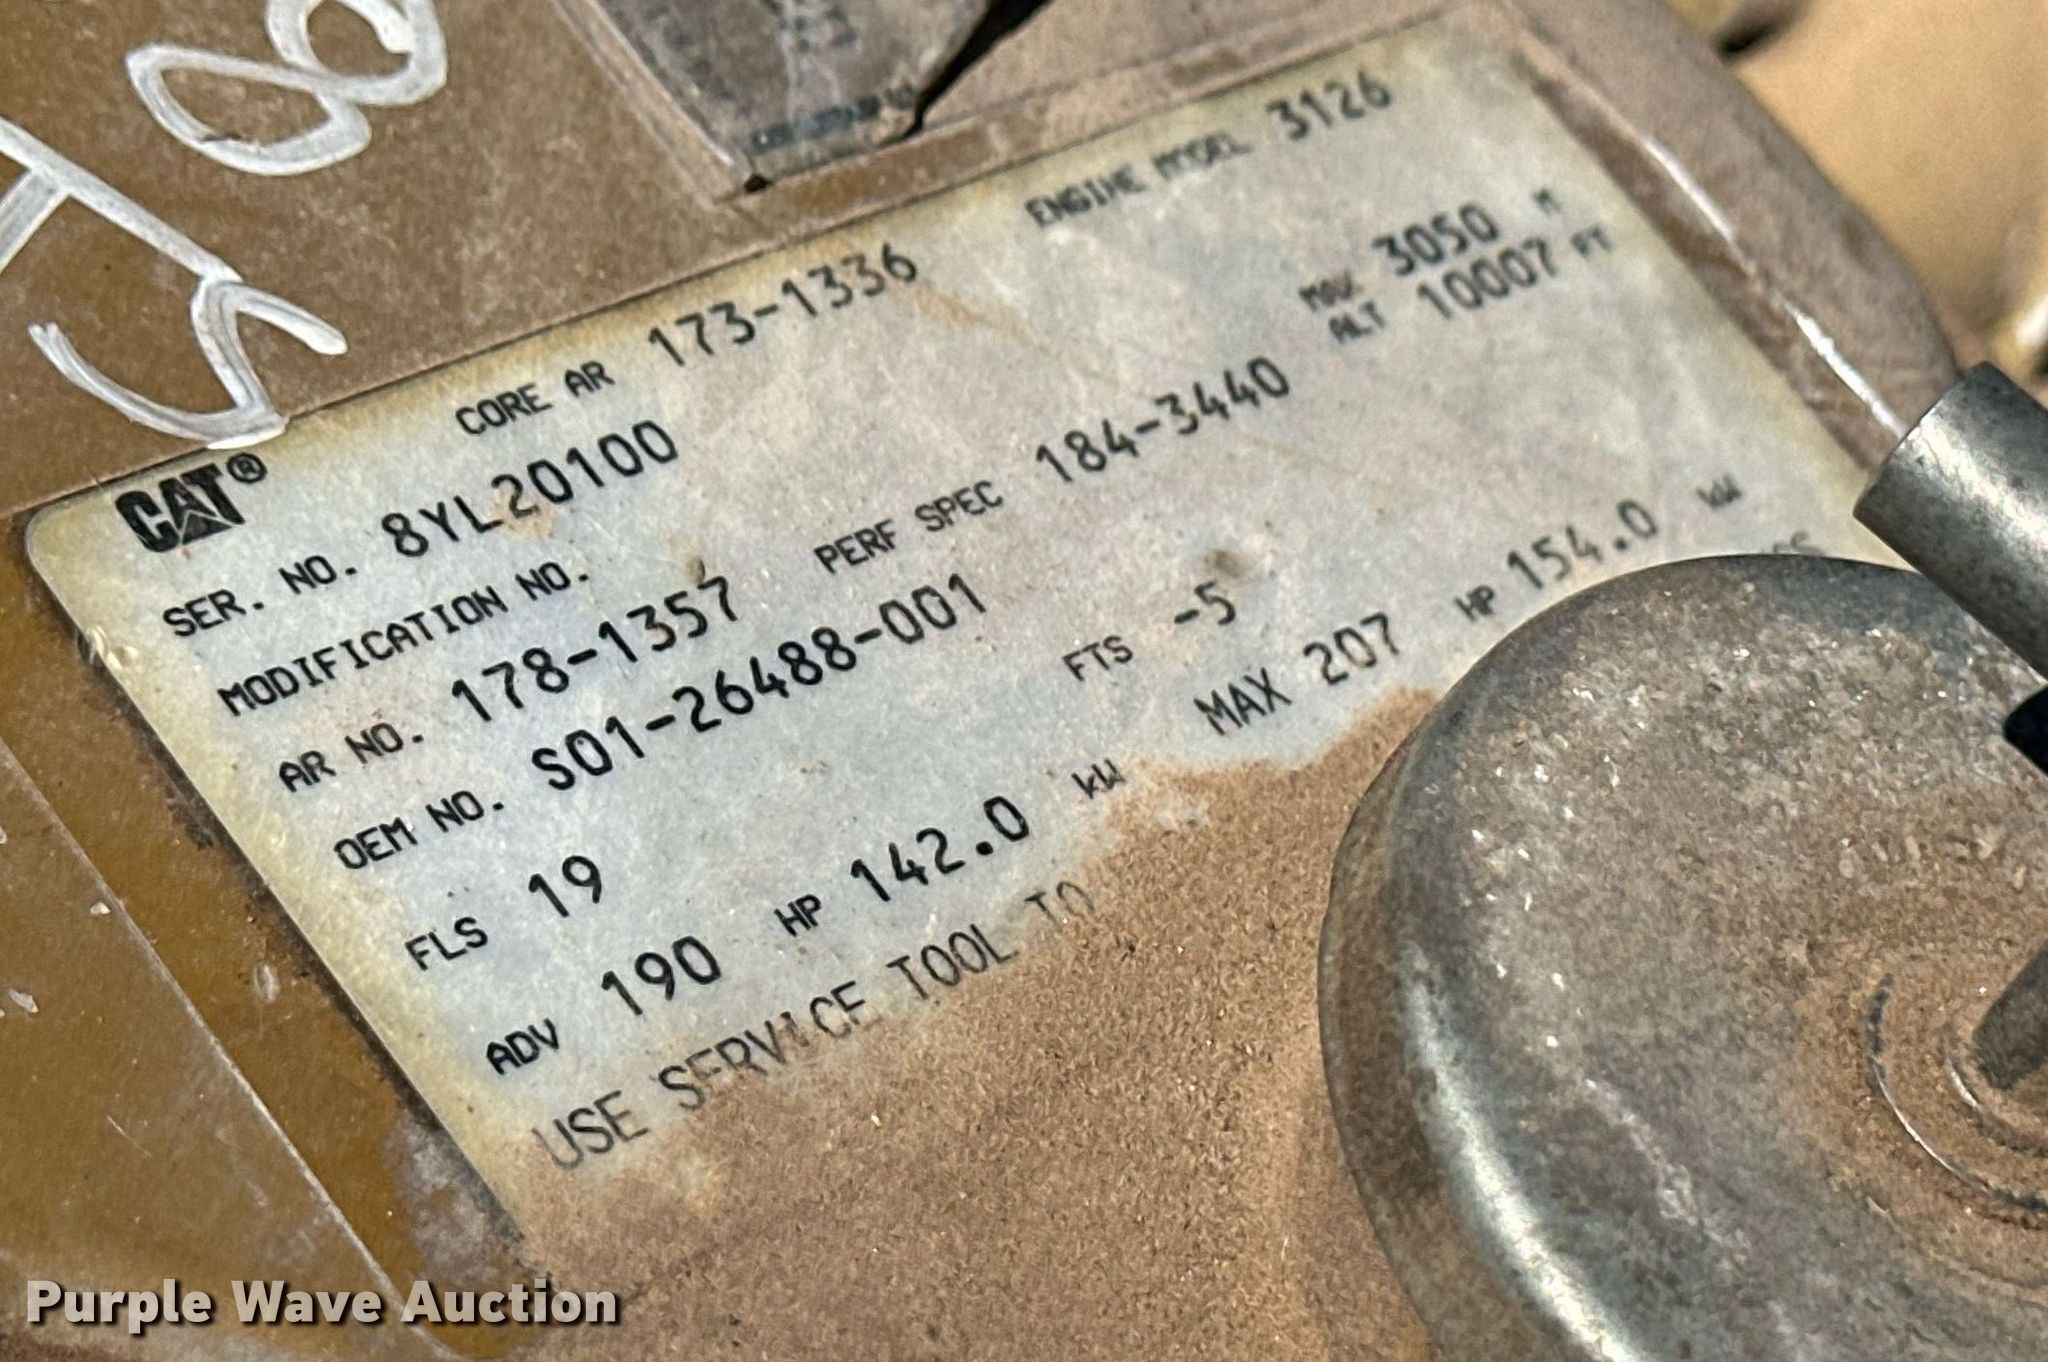 CORE AR 173-1336 ENGINE MODEL 3126
CAT®
SER. NO. 8YL20100 MAX 3050 M
ALT 10007 FT
MODIFICATION NO. PERF SPEC 184-3440
AR NO. 178-1357
OEM NO. S01-26488-001
FLS 19 FTS -5
ADV 190 HP 142.0 kW MAX 207 HP 154.0 kW
USE SERVICE TOOL TO
Purple Wave Auction